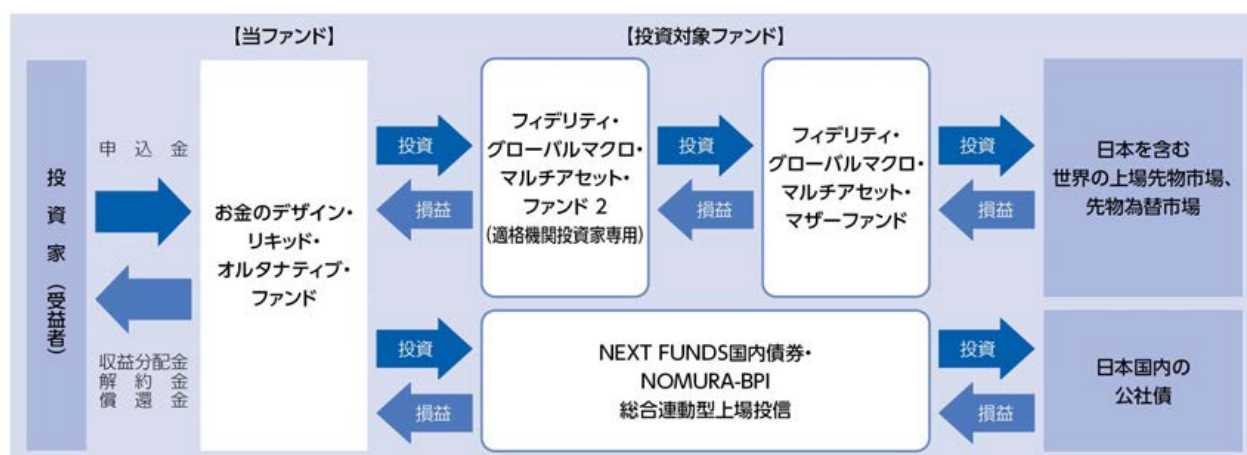 【当ファンド】
【投資対象ファンド】
投資家（受益者）
申込金
収益分配金
解約金
償還金
お金のデザイン・
リキッド・
オルタナティブ・
ファンド
投資
損益
フィデリティ・
グローバルマクロ・
マルチアセット・
ファンド 2
(適格機関投資家専用)
投資
損益
フィデリティ・
グローバルマクロ・
マルチアセット・
マザーファンド
投資
損益
日本を含む
世界の上場先物市場、
先物為替市場
投資
損益
NEXT FUNDS国内債券・
NOMURA-BPI
総合連動型上場投信
投資
損益
日本国内の
公社債